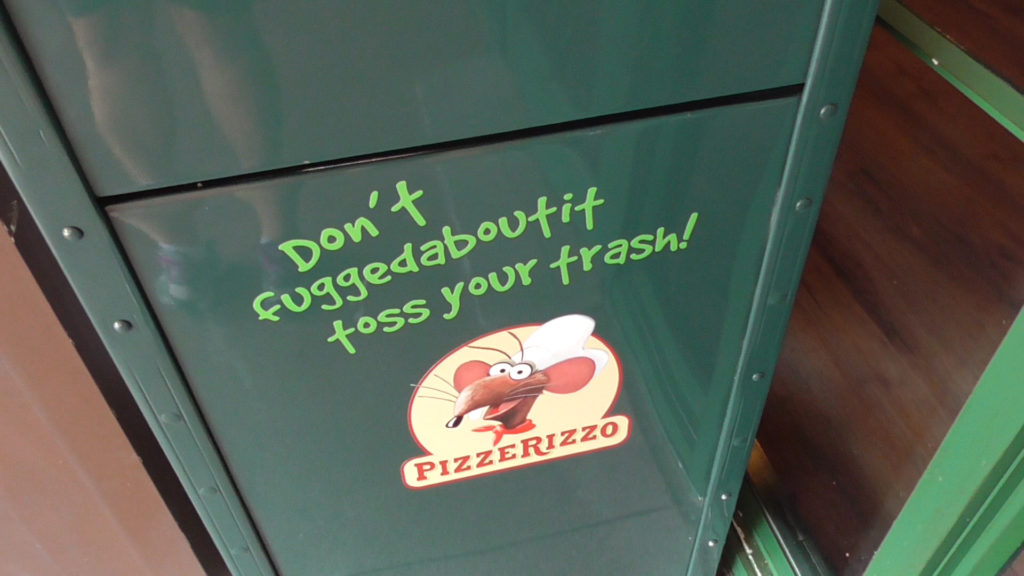 Don't
fuggedaboutit
toss your trash!
PIZZERIZZO